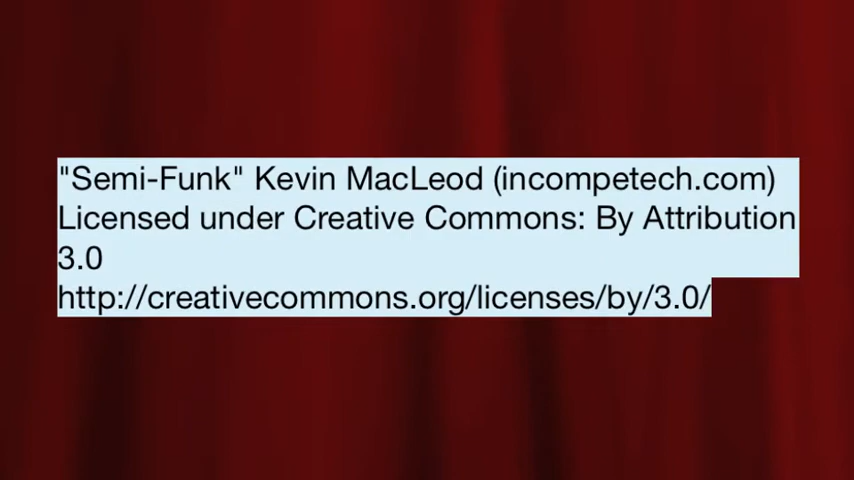 "Semi-Funk" Kevin MacLeod (incompetech.com)
Licensed under Creative Commons: By Attribution
3.0
http://creativecommons.org/licenses/by/3.0/